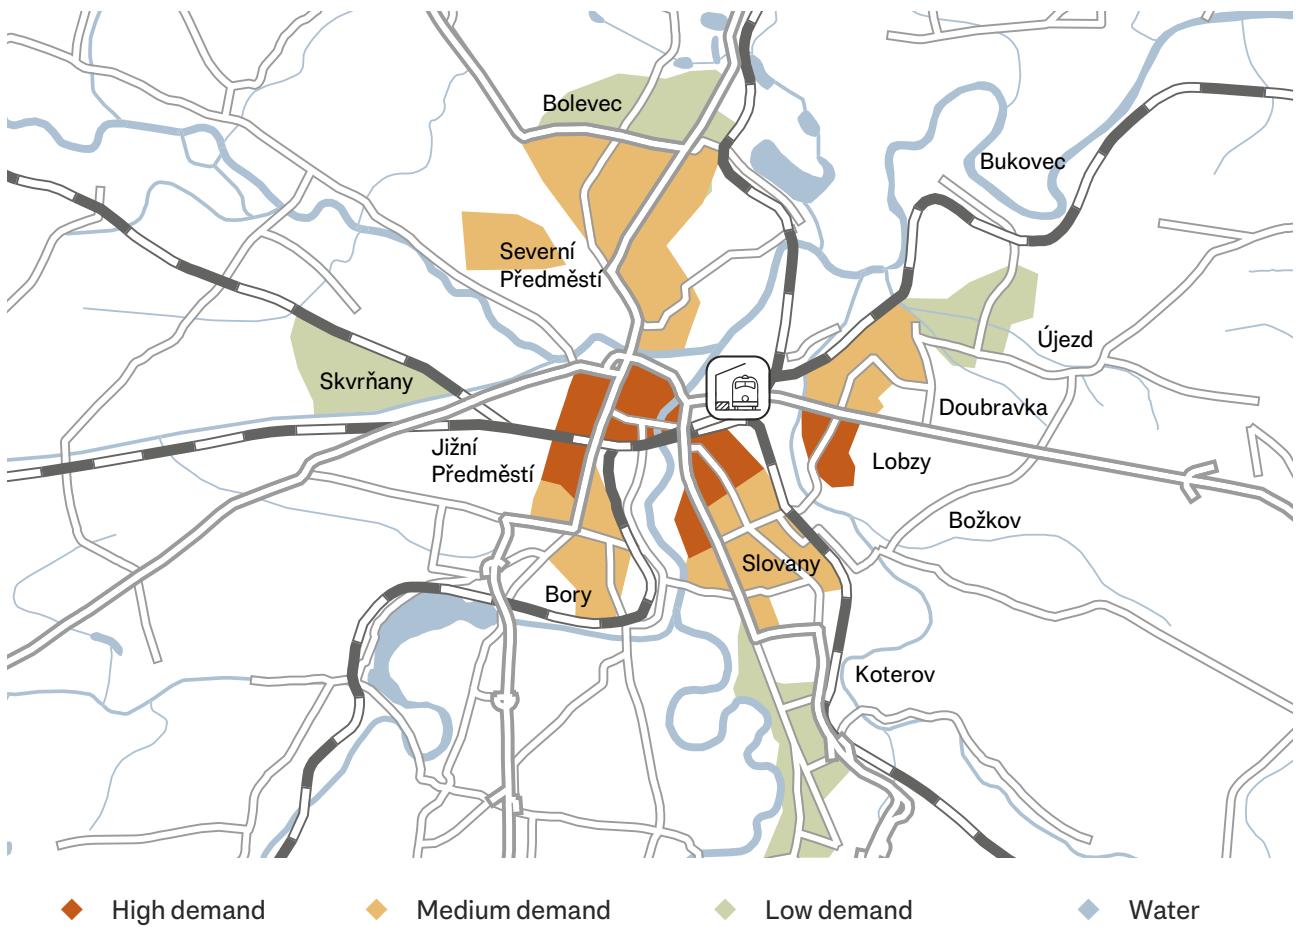 Bolevec
Bukovec
Severní
Předměstí
Újezd
Skvrňany
Doubravka
Jižní
Předměstí
Lobzy
Božkov
Slovany
Bory
Koterov
High demand
Medium demand
Low demand
Water